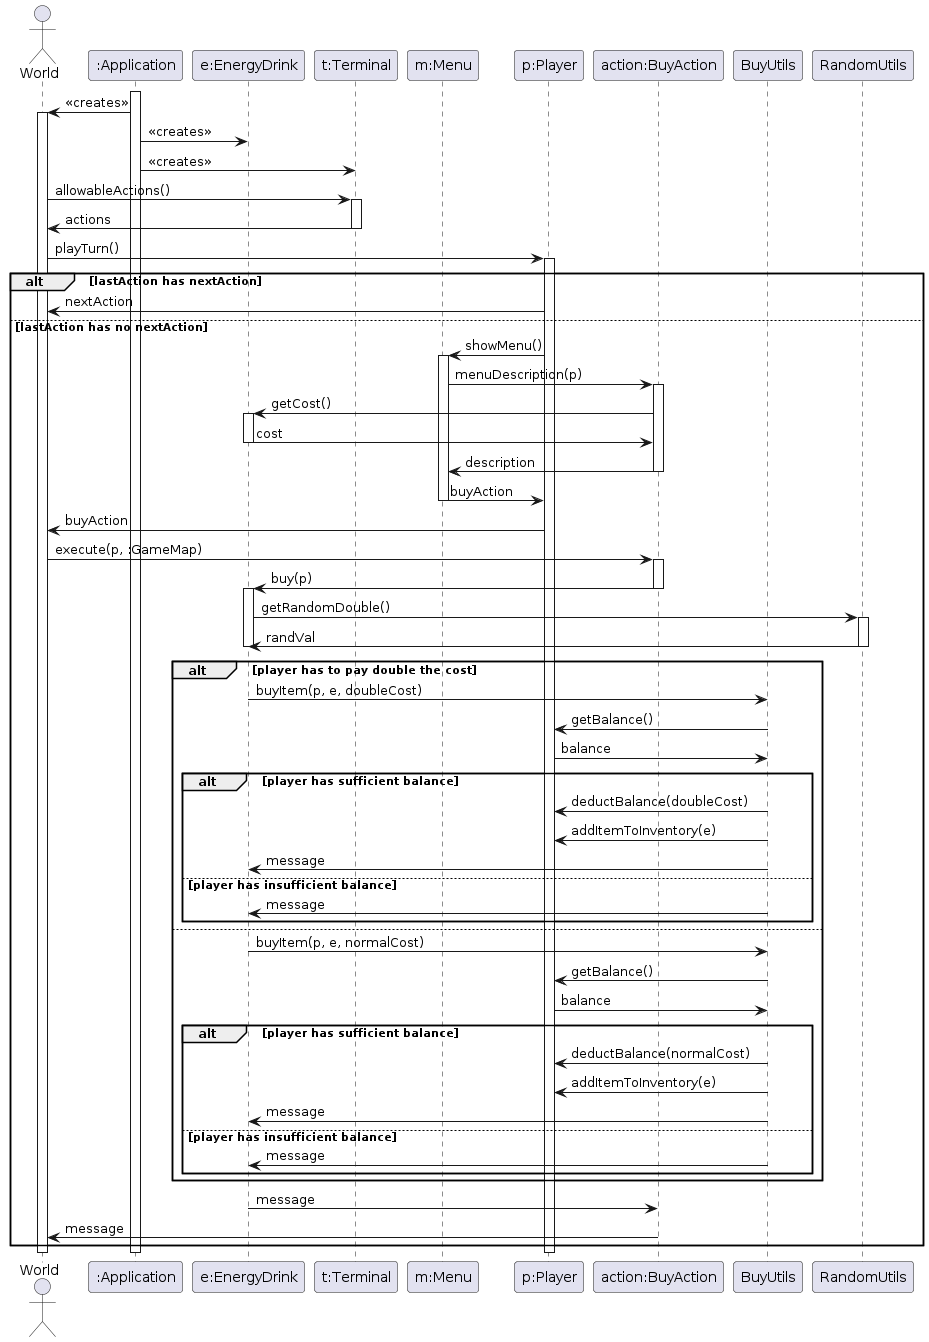 World
:Application
e:EnergyDrink
t:Terminal
m:Menu
p:Player
action:BuyAction
BuyUtils
RandomUtils
«creates»
«creates»
«creates»
allowableActions()
actions
playTurn()
alt [lastAction has nextAction]
nextAction
[lastAction has no nextAction]
showMenu()
menuDescription(p)
getCost()
cost
description
buyAction
buyAction
execute(p, :GameMap)
buy(p)
getRandomDouble()
randVal
alt [player has to pay double the cost]
buyItem(p, e, doubleCost)
getBalance()
balance
alt [player has sufficient balance]
deductBalance(doubleCost)
addItemToInventory(e)
message
[player has insufficient balance]
message
buyItem(p, e, normalCost)
getBalance()
balance
alt [player has sufficient balance]
deductBalance(normalCost)
addItemToInventory(e)
message
[player has insufficient balance]
message
message
message
World
:Application
e:EnergyDrink
t:Terminal
m:Menu
p:Player
action:BuyAction
BuyUtils
RandomUtils